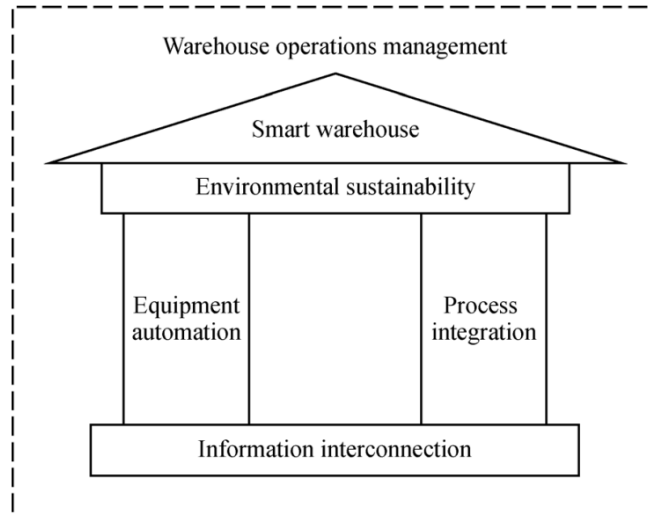 Warehouse operations management
Smart warehouse
Environmental sustainability
Equipment
automation
Process
integration
Information interconnection